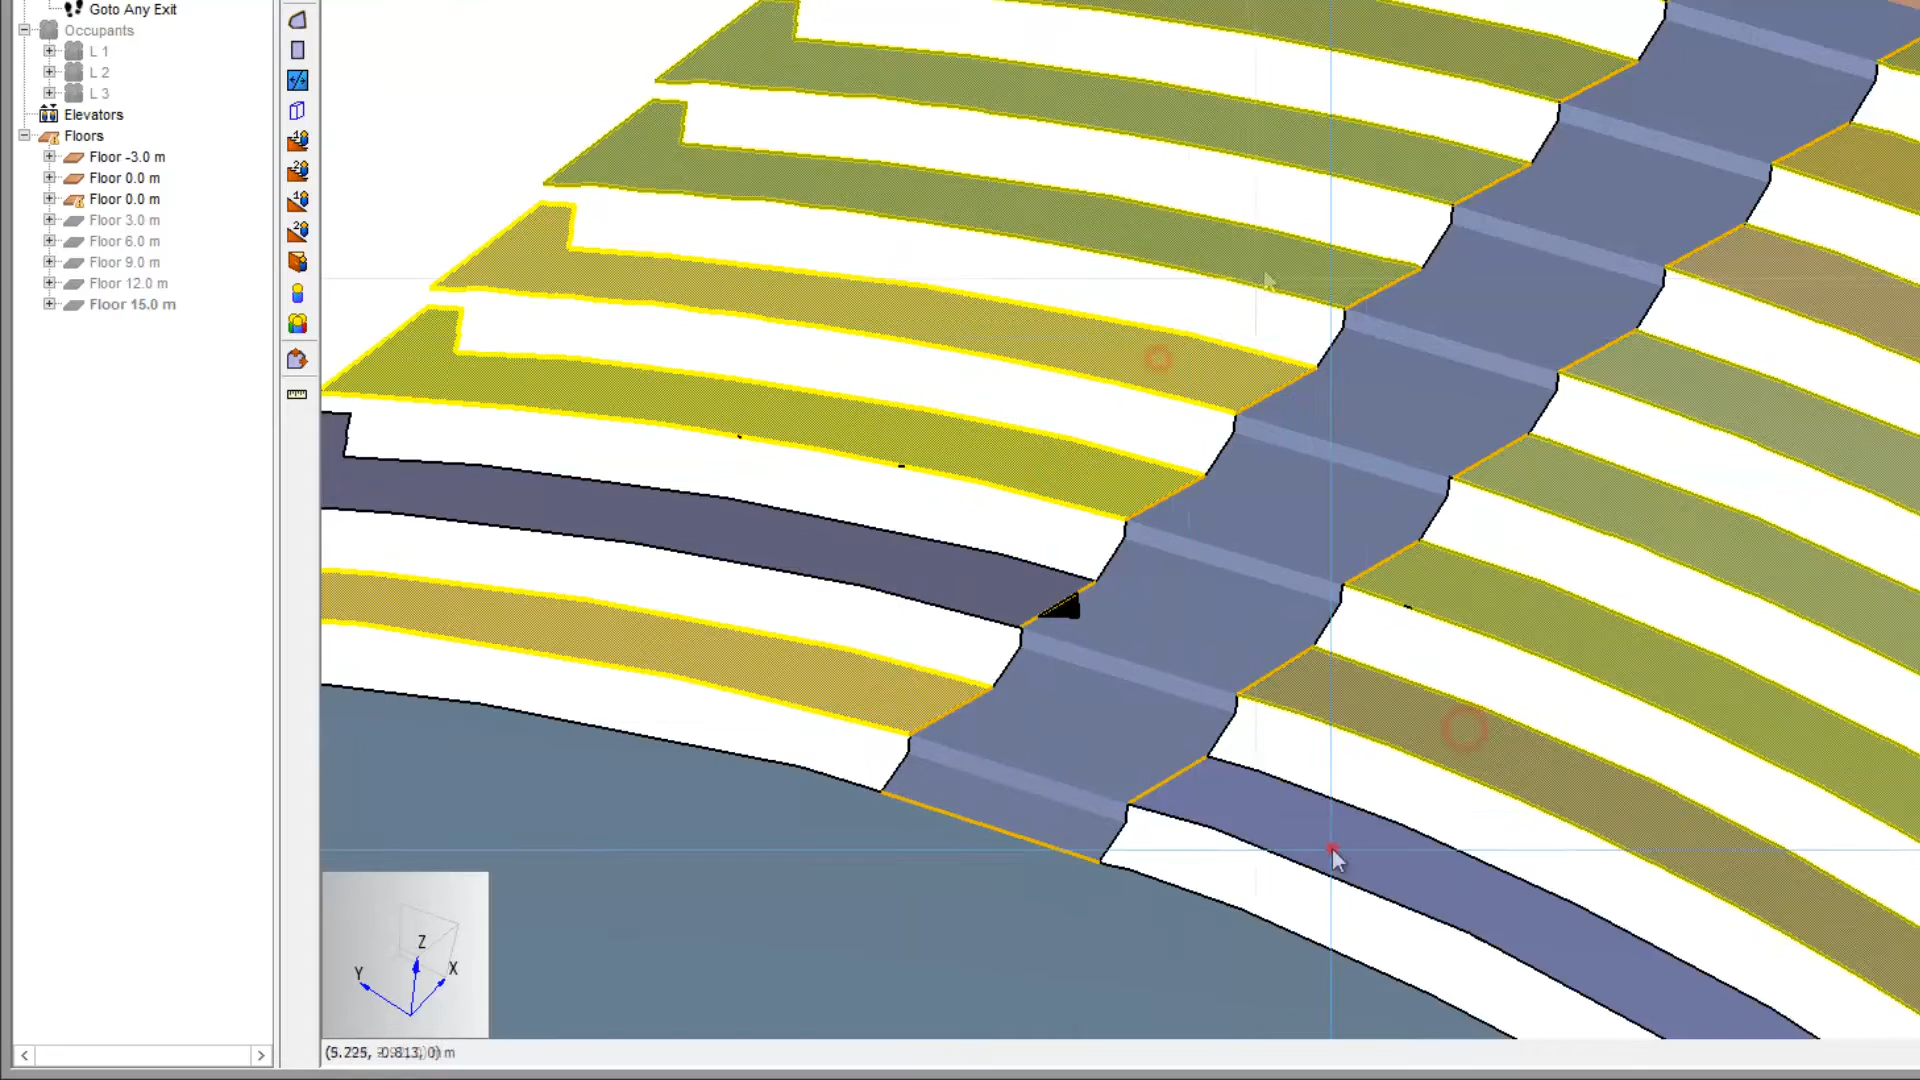 Goto Any Exit
Occupants
L 1
L 2
L 3
Elevators
Floors
Floor -3.0 m
Floor 0.0 m
Floor 0.0 m
Floor 3.0 m
Floor 6.0 m
Floor 9.0 m
Floor 12.0 m
Floor 15.0 m
Z
Y
X